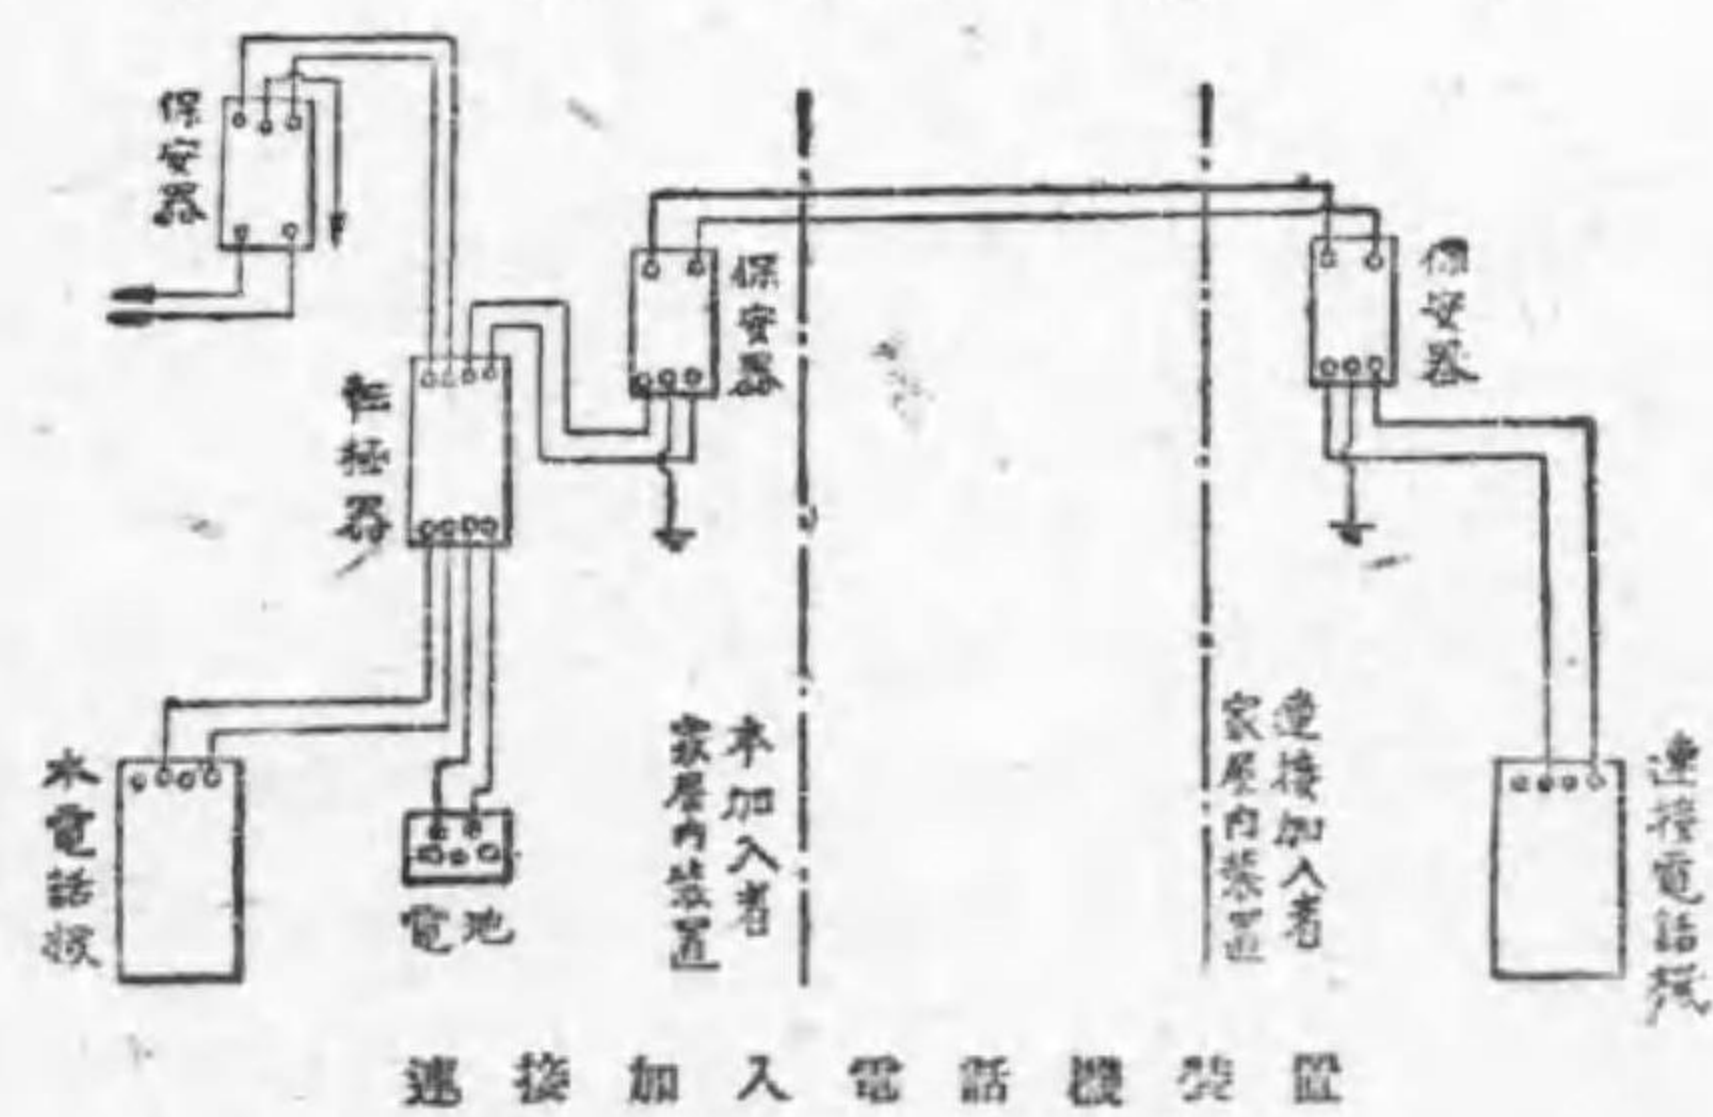 保安器
保安器
保安器
轉極器
本電話機
電池
本加入者
家屋内装置
連接加入者
家屋内装置
連接電話機
連接加入電話機装置